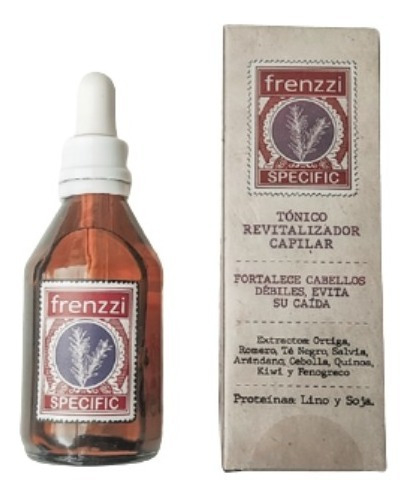 frenzzi
SPECIFIC
frenzzi
SPECIFIC
TÓNICO
REVITALIZADOR
CAPILAR
FORTALECE CABELLOS
DÉBILES, EVITA
SU CAÍDA
Extractos: Ortiga,
Romero, Té Negro, Salvia,
Arándano, Cebolla, Quinoa,
Kiwi y Fenogreco
Proteínas: Lino y Soja.